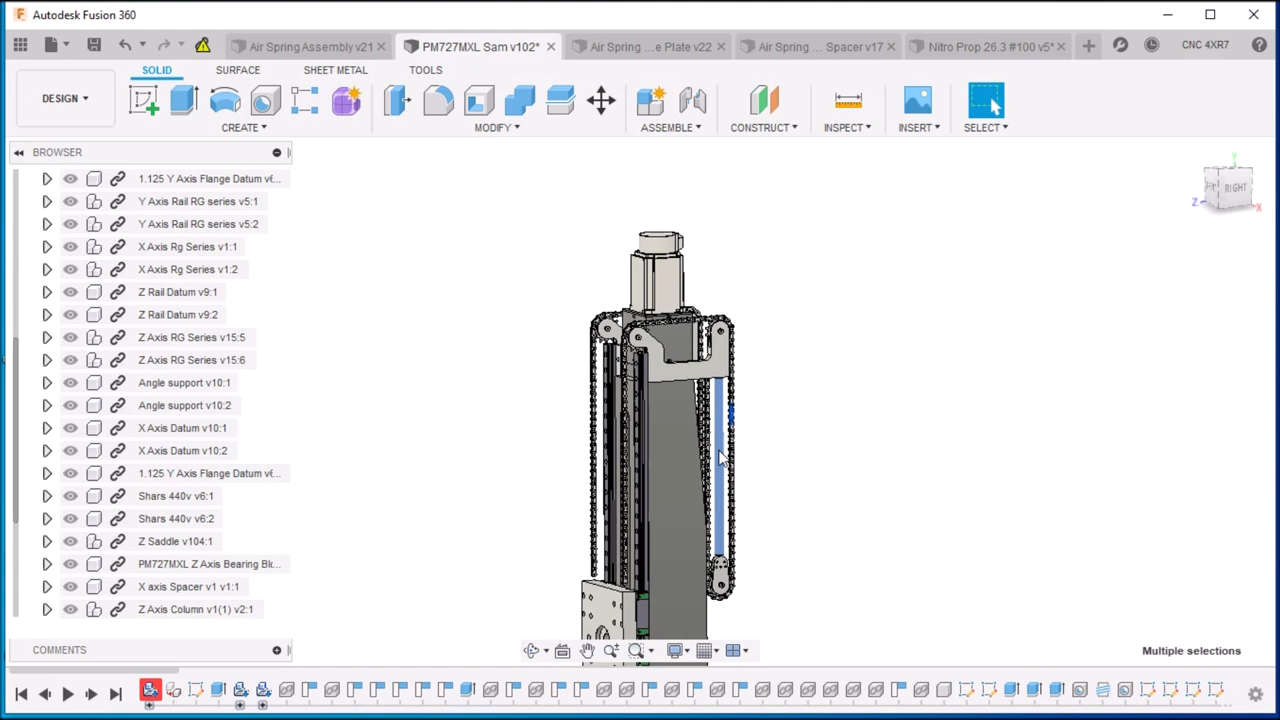 Autodesk Fusion 360
Air Spring Assembly v21
PM727MXL Sam v102*
Air Spring ...e Plate v22
Air Spring ... Spacer v17
Nitro Prop 26.3 #100 v5*
CNC 4XR7
SOLID
SURFACE
SHEET METAL
TOOLS
DESIGN
CREATE
MODIFY
ASSEMBLE
CONSTRUCT
INSPECT
INSERT
SELECT
BROWSER
1.125 Y Axis Flange Datum v6...
Y Axis Rail RG series v5:1
Y Axis Rail RG series v5:2
X Axis Rg Series v1:1
X Axis Rg Series v1:2
Z Rail Datum v9:1
Z Rail Datum v9:2
Z Axis RG Series v15:5
Z Axis RG Series v15:6
Angle support v10:1
Angle support v10:2
X Axis Datum v10:1
X Axis Datum v10:2
1.125 Y Axis Flange Datum v6...
Shars 440v v6:1
Shars 440v v6:2
Z Saddle v104:1
PM727MXL Z Axis Bearing Bk...
X axis Spacer v1 v1:1
Z Axis Column v1(1) v2:1
Y
RIGHT
Z
X
COMMENTS
Multiple selections